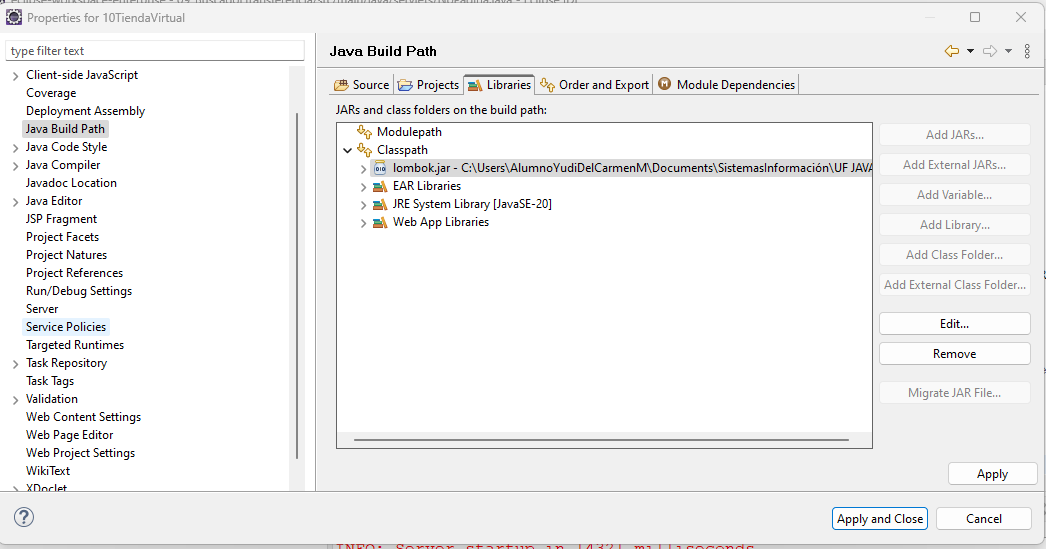 Properties for 10TiendaVirtual
type filter text
Client-side JavaScript
Coverage
Deployment Assembly
Java Build Path
Java Code Style
Java Compiler
Javadoc Location
Java Editor
JSP Fragment
Project Facets
Project Natures
Project References
Run/Debug Settings
Server
Service Policies
Targeted Runtimes
Task Repository
Task Tags
Validation
Web Content Settings
Web Page Editor
Web Project Settings
WikiText
XDoclet
Java Build Path
Source
Projects
Libraries
Order and Export
Module Dependencies
JARs and class folders on the build path:
Modulepath
Classpath
lombok.jar - C:\Users\AlumnoYudiDelCarmenM\Documents\SistemasInformación\UF JAVA
EAR Libraries
JRE System Library [JavaSE-20]
Web App Libraries
Add JARs...
Add External JARs...
Add Variable...
Add Library...
Add Class Folder...
Add External Class Folder...
Edit...
Remove
Migrate JAR File...
Apply
Apply and Close
Cancel
INFO: Server startup in [432] milliseconds